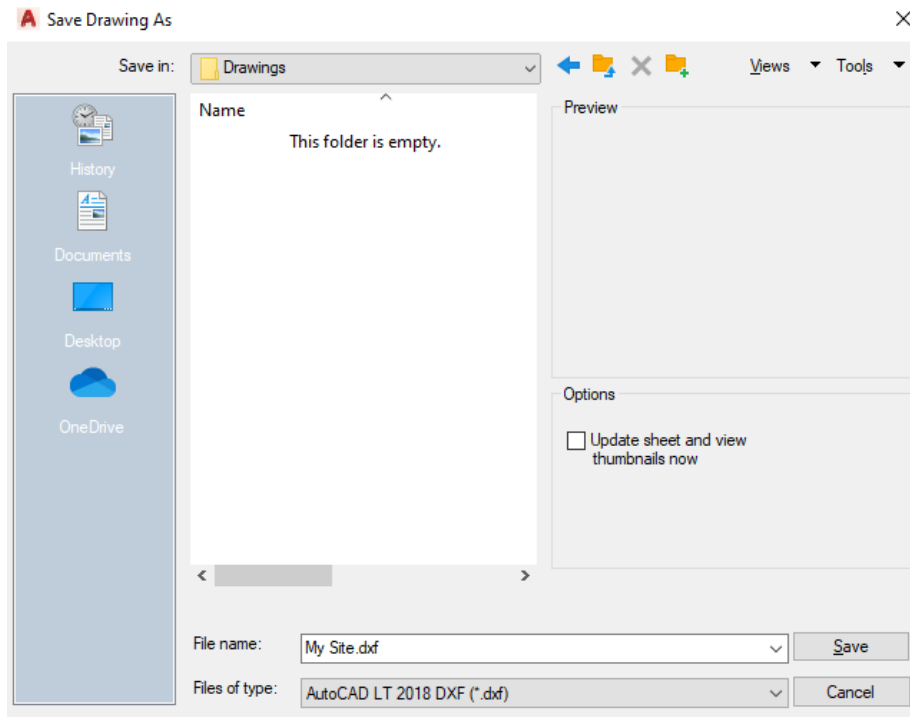 Save Drawing As
Save in: Drawings Views Tools
History
Documents
Desktop
OneDrive
Name
This folder is empty.
Preview
Options
Update sheet and view
thumbnails now
File name: My Site.dxf Save
Files of type: AutoCAD LT 2018 DXF (*.dxf) Cancel